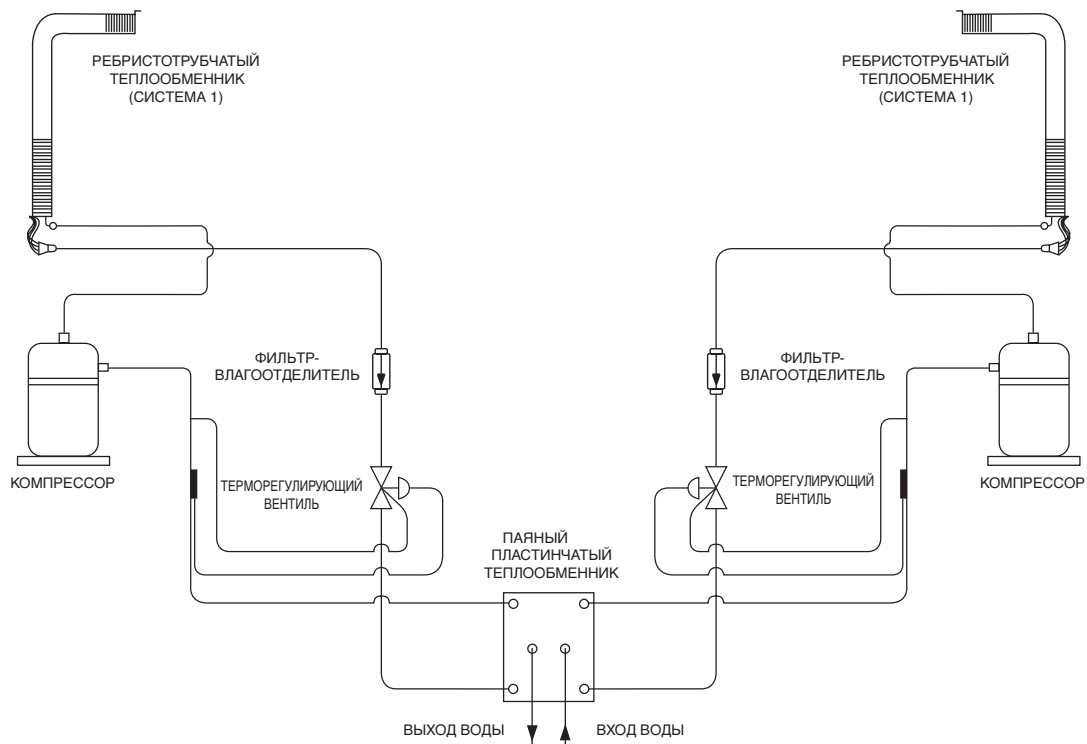 РЕБРИСТОТРУБЧАТЫЙ
ТЕПЛООБМЕННИК
(СИСТЕМА 1)
РЕБРИСТОТРУБЧАТЫЙ
ТЕПЛООБМЕННИК
(СИСТЕМА 1)
ФИЛЬТР-
ВЛАГООТДЕЛИТЕЛЬ
ФИЛЬТР-
ВЛАГООТДЕЛИТЕЛЬ
КОМПРЕССОР
ТЕРМОРЕГУЛИРУЮЩИЙ
ВЕНТИЛЬ
ТЕРМОРЕГУЛИРУЮЩИЙ
ВЕНТИЛЬ
КОМПРЕССОР
ПАЯНЫЙ
ПЛАСТИНЧАТЫЙ
ТЕПЛООБМЕННИК
ВЫХОД ВОДЫ
ВХОД ВОДЫ